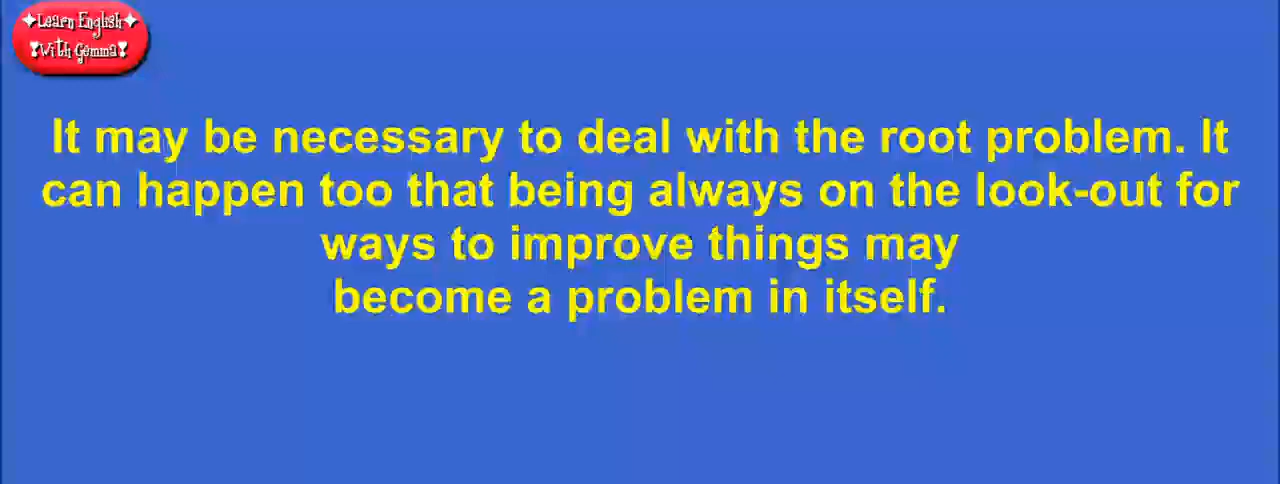 Learn English
With Gemma
It may be necessary to deal with the root problem. It
can happen too that being always on the look-out for
ways to improve things may
become a problem in itself.